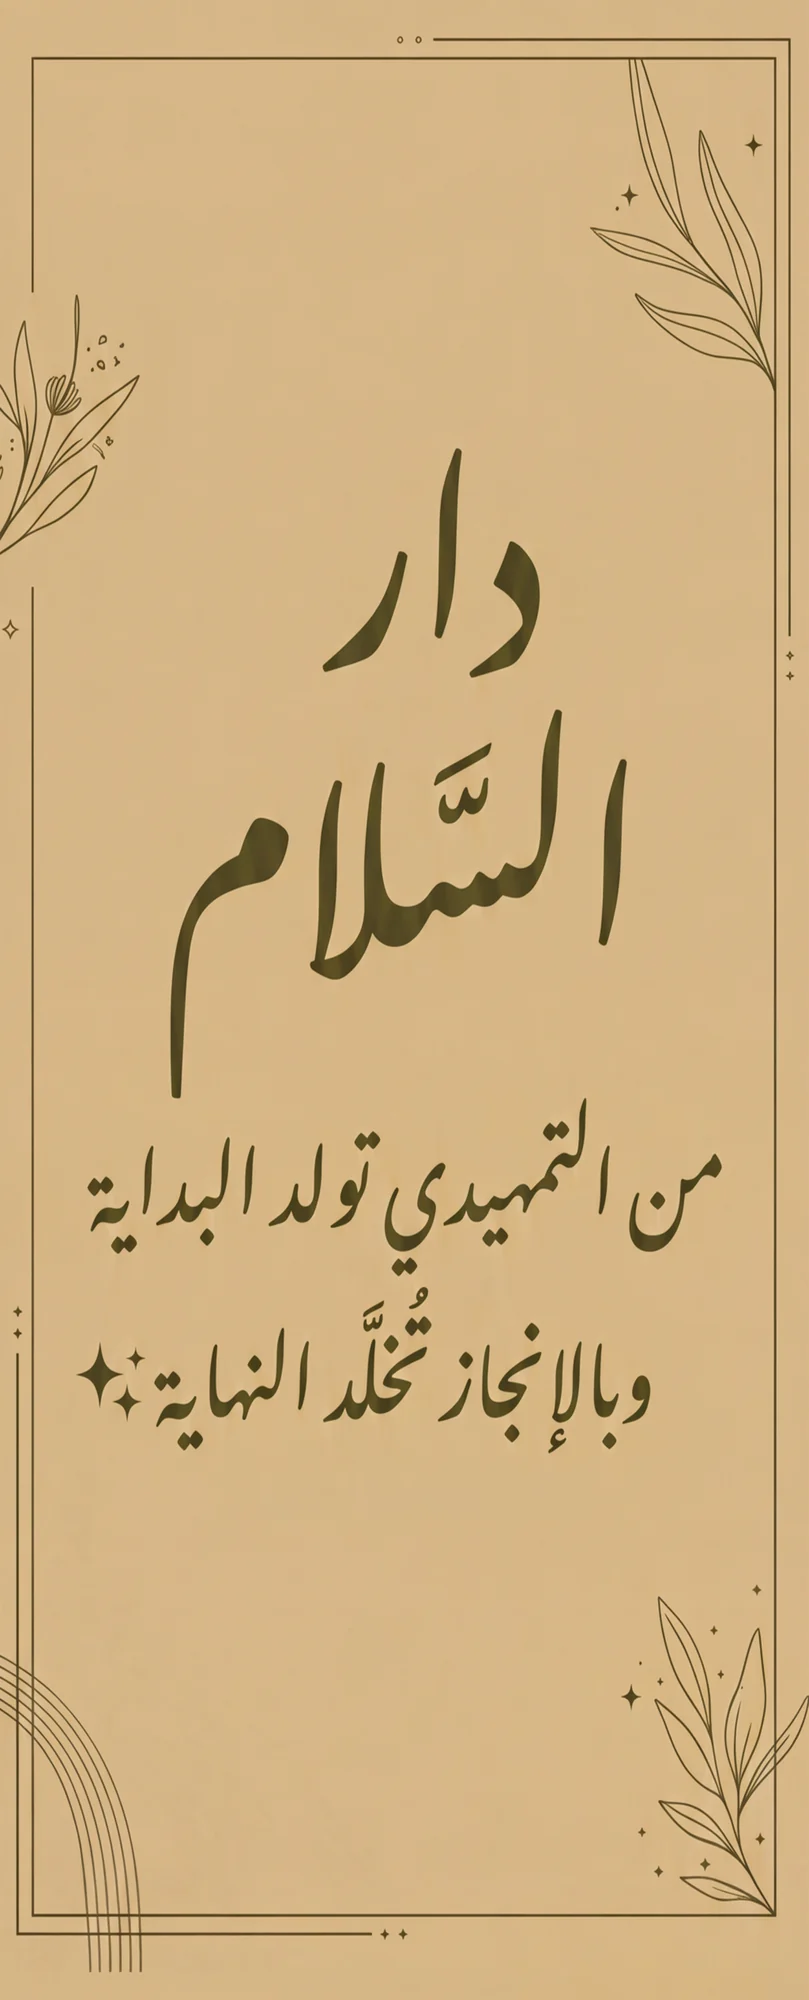 دار
السَّلام
من التمهيدي تولد البداية
وبالإنجاز تُخلَّد النهاية